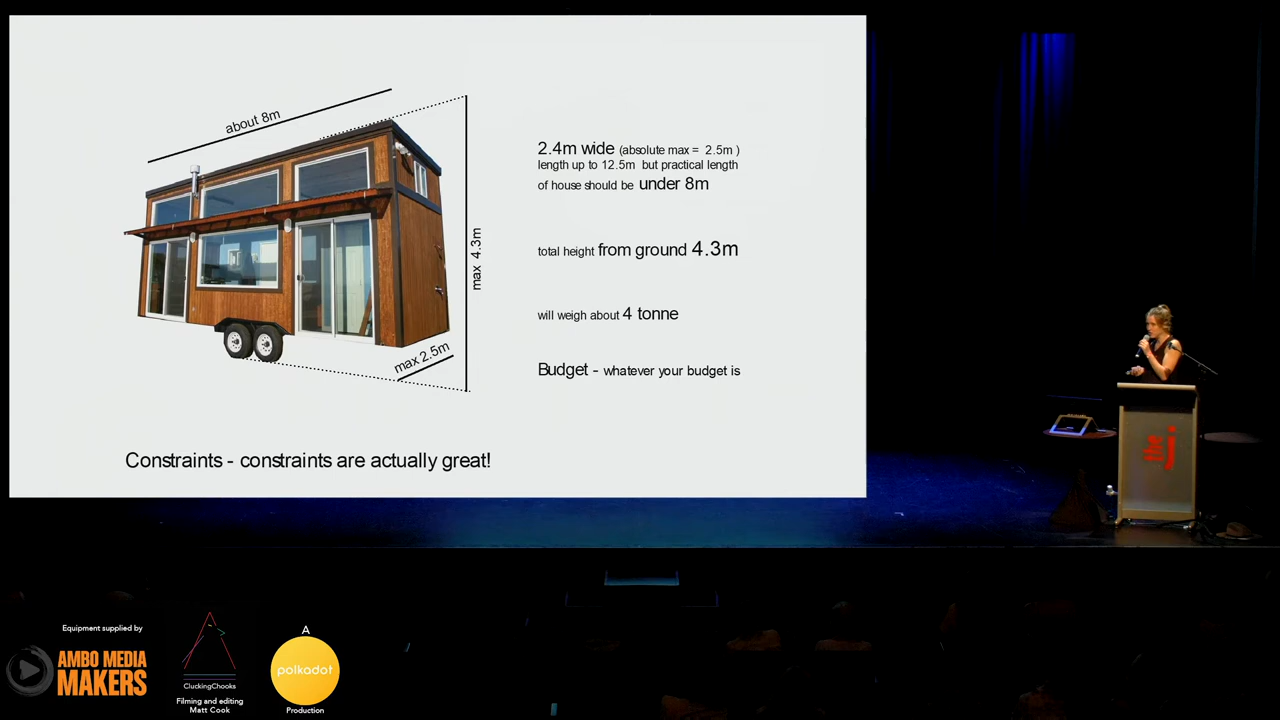 about 8m
max 4.3m
max 2.5m
2.4m wide (absolute max = 2.5m )
length up to 12.5m but practical length
of house should be under 8m
total height from ground 4.3m
will weigh about 4 tonne
Budget - whatever your budget is
Constraints - constraints are actually great!
the
Equipment supplied by
AMBO MEDIA
MAKERS
CluckingChooks
Filming and editing
Matt Cook
A
polkadot
Production